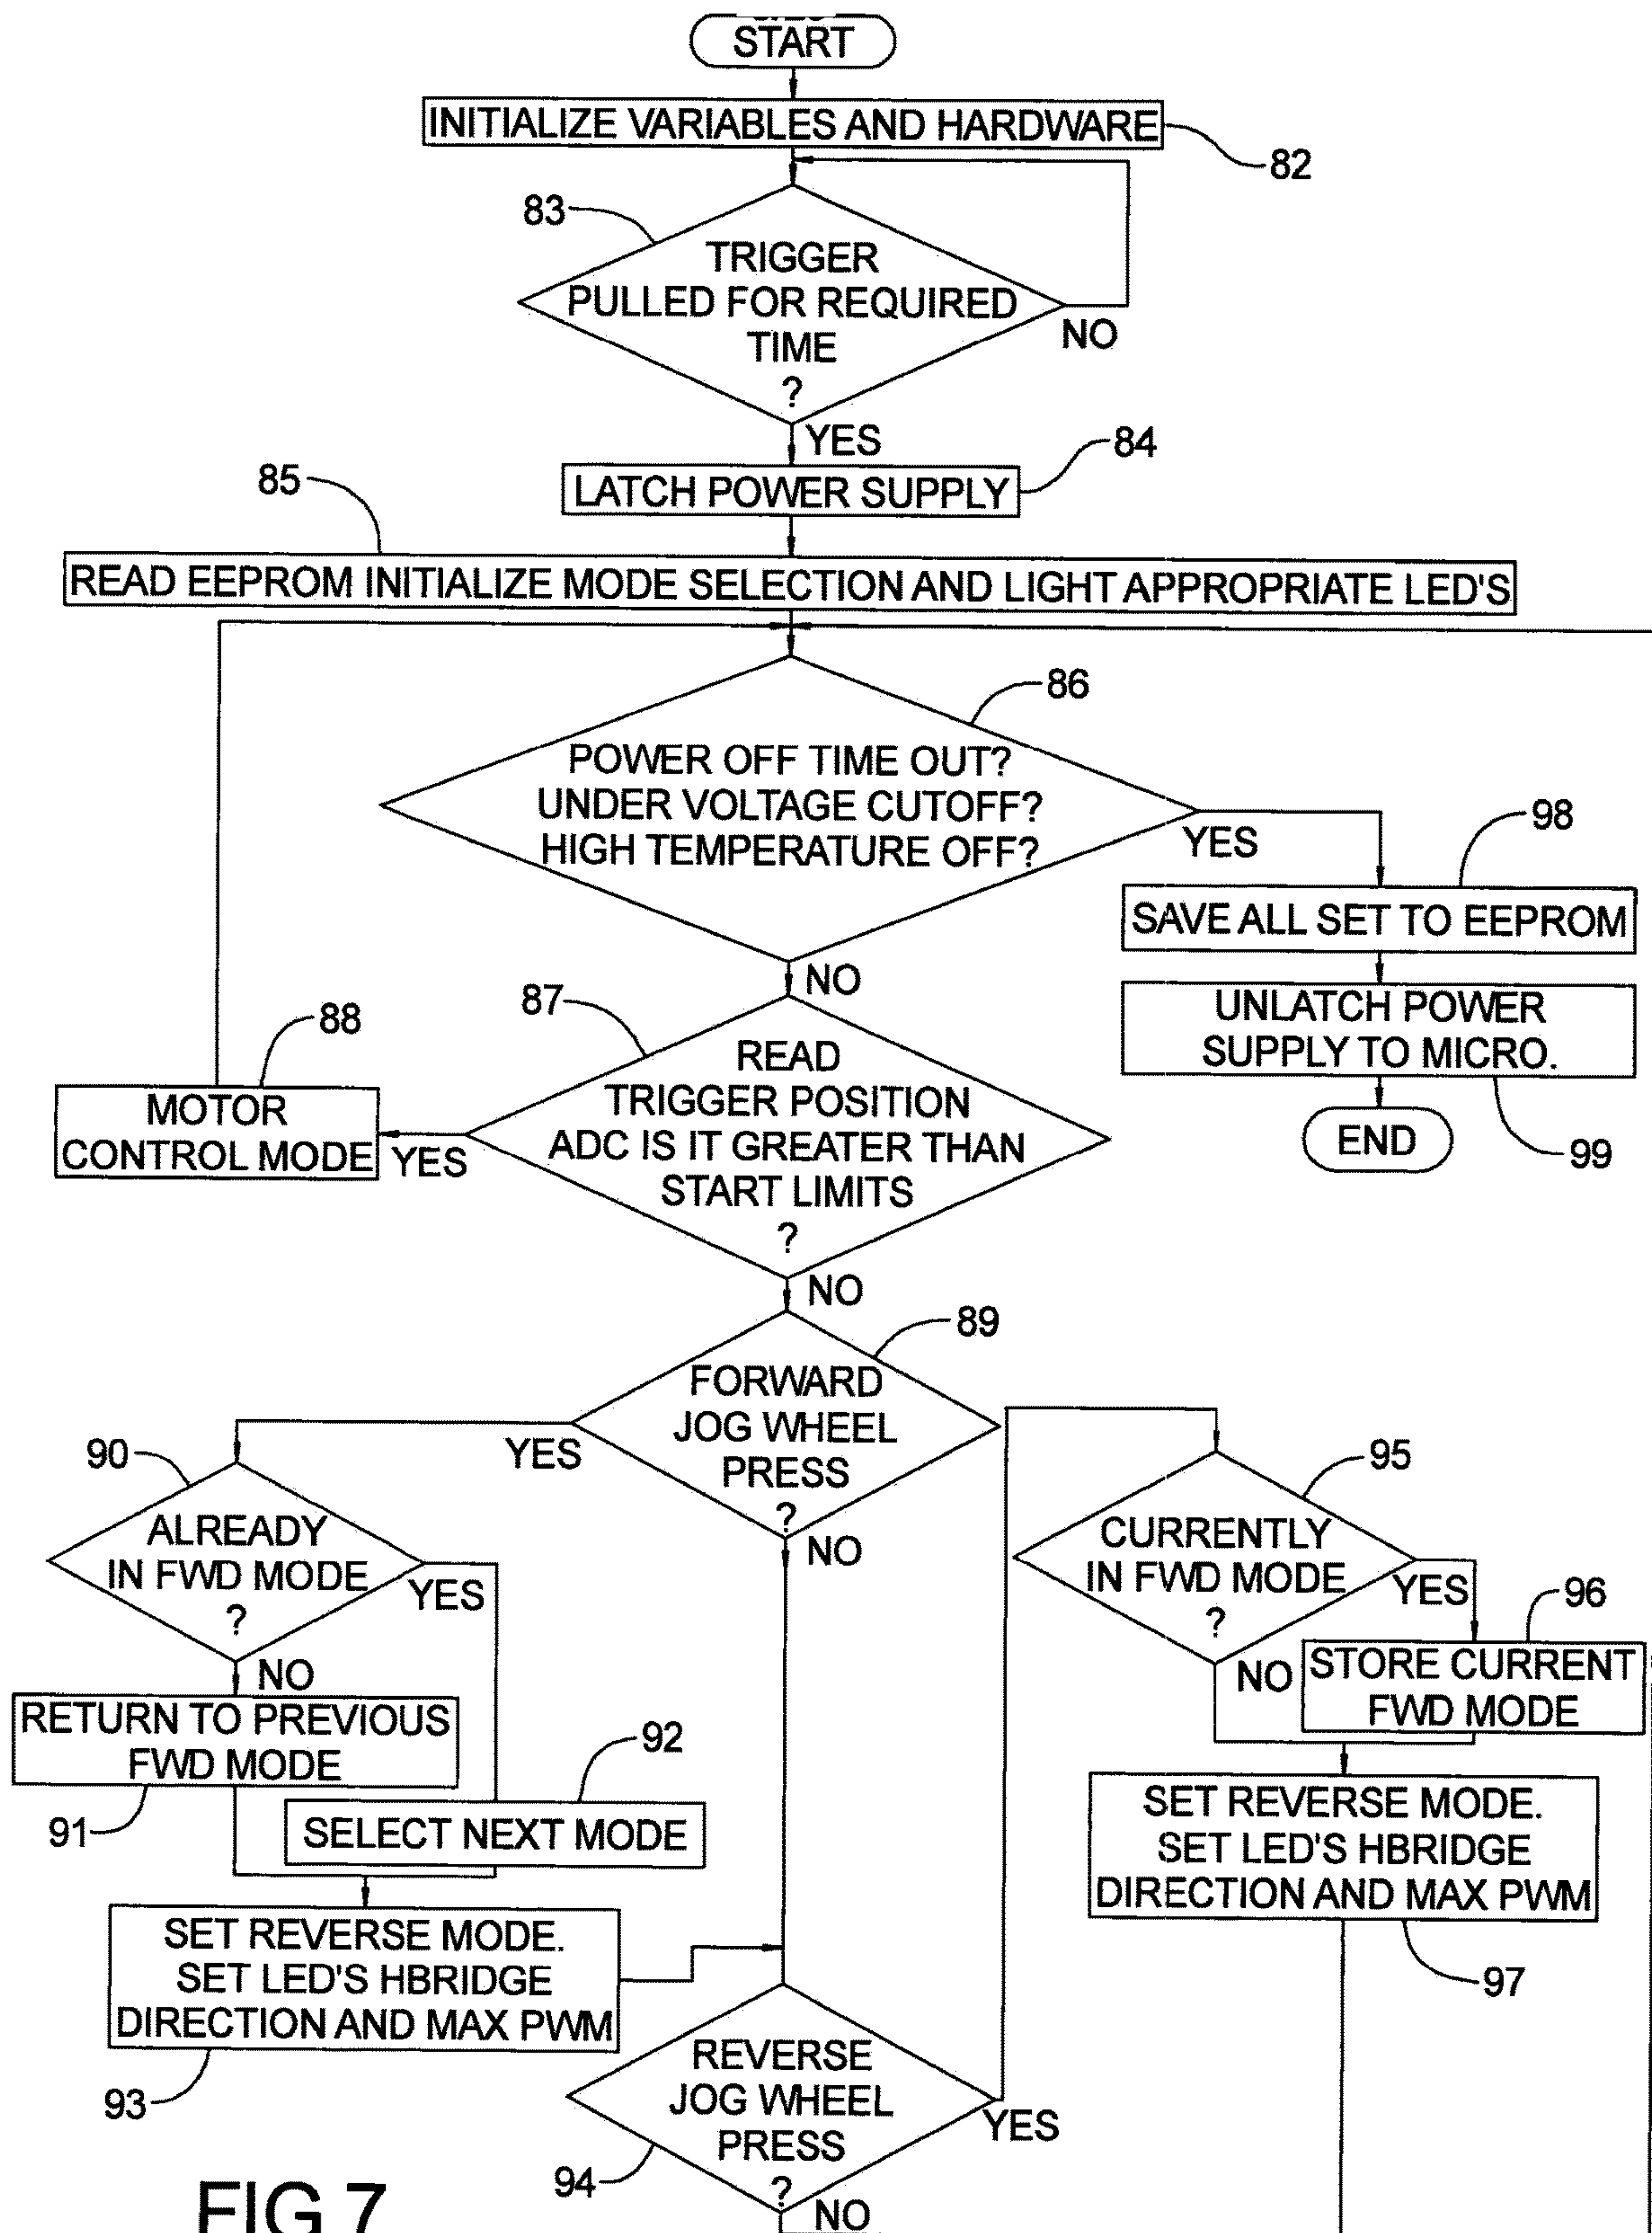 START
INITIALIZE VARIABLES AND HARDWARE
82
83
TRIGGER
PULLED FOR REQUIRED
TIME
?
NO
YES
84
LATCH POWER SUPPLY
85
READ EEPROM INITIALIZE MODE SELECTION AND LIGHT APPROPRIATE LED'S
86
POWER OFF TIME OUT?
UNDER VOLTAGE CUTOFF?
HIGH TEMPERATURE OFF?
YES
98
SAVE ALL SET TO EEPROM
NO
UNLATCH POWER
SUPPLY TO MICRO.
99
END
87
READ
TRIGGER POSITION
ADC IS IT GREATER THAN
START LIMITS
?
YES
88
MOTOR
CONTROL MODE
NO
89
FORWARD
JOG WHEEL
PRESS
?
YES
NO
90
ALREADY
IN FWD MODE
?
YES
NO
RETURN TO PREVIOUS
FWD MODE
91
92
SELECT NEXT MODE
SET REVERSE MODE.
SET LED'S HBRIDGE
DIRECTION AND MAX PWM
93
95
CURRENTLY
IN FWD MODE
?
YES
NO
96
STORE CURRENT
FWD MODE
SET REVERSE MODE.
SET LED'S HBRIDGE
DIRECTION AND MAX PWM
97
REVERSE
JOG WHEEL
PRESS
?
YES
94
NO
FIG 7